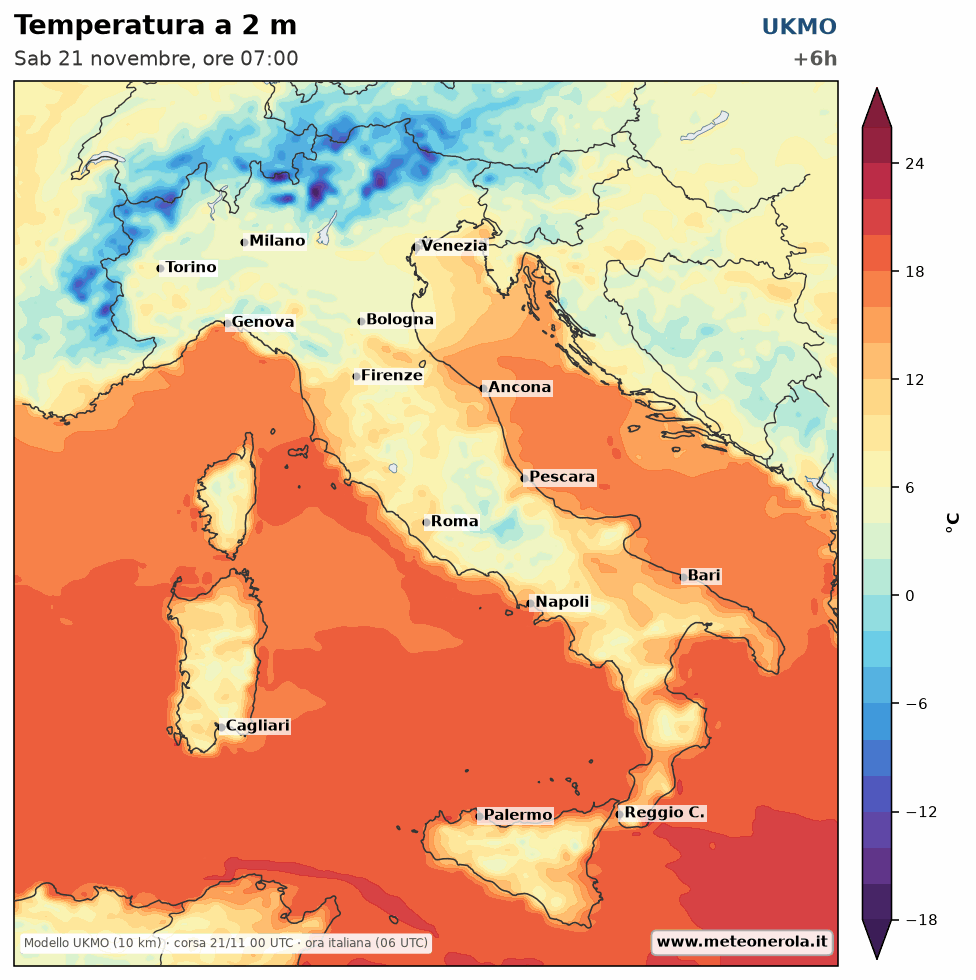 Temperatura a 2 m
UKMO
Sab 21 novembre, ore 07:00
+6h
Milano
Venezia
Torino
Genova
Bologna
Firenze
Ancona
Pescara
Roma
Bari
Napoli
Cagliari
Palermo
Reggio C.
24
18
12
6
0
−6
−12
−18
°C
Modello UKMO (10 km) · corsa 21/11 00 UTC · ora italiana (06 UTC)
www.meteonerola.it